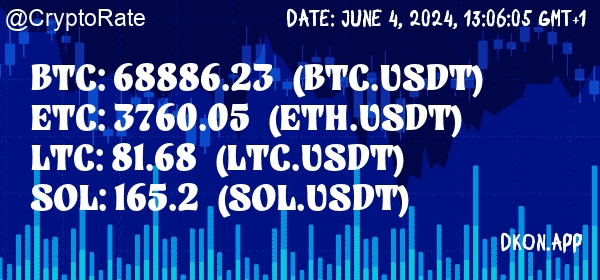 @CryptoRate
DATE: JUNE 4, 2024, 13:06:05 GMT+1
BTC: 68886.23 (BTC.USDT)
ETC: 3760.05 (ETH.USDT)
LTC: 81.68 (LTC.USDT)
SOL: 165.2 (SOL.USDT)
DKON.APP